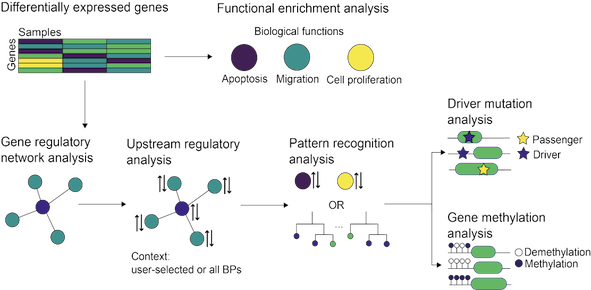 Differentially expressed genes
Samples
Genes
Functional enrichment analysis
Biological functions
Apoptosis
Migration
Cell proliferation
Gene regulatory
network analysis
Upstream regulatory
analysis
Context:
user-selected or all BPs
Pattern recognition
analysis
OR
...
Driver mutation
analysis
Passenger
Driver
Gene methylation
analysis
Demethylation
Methylation